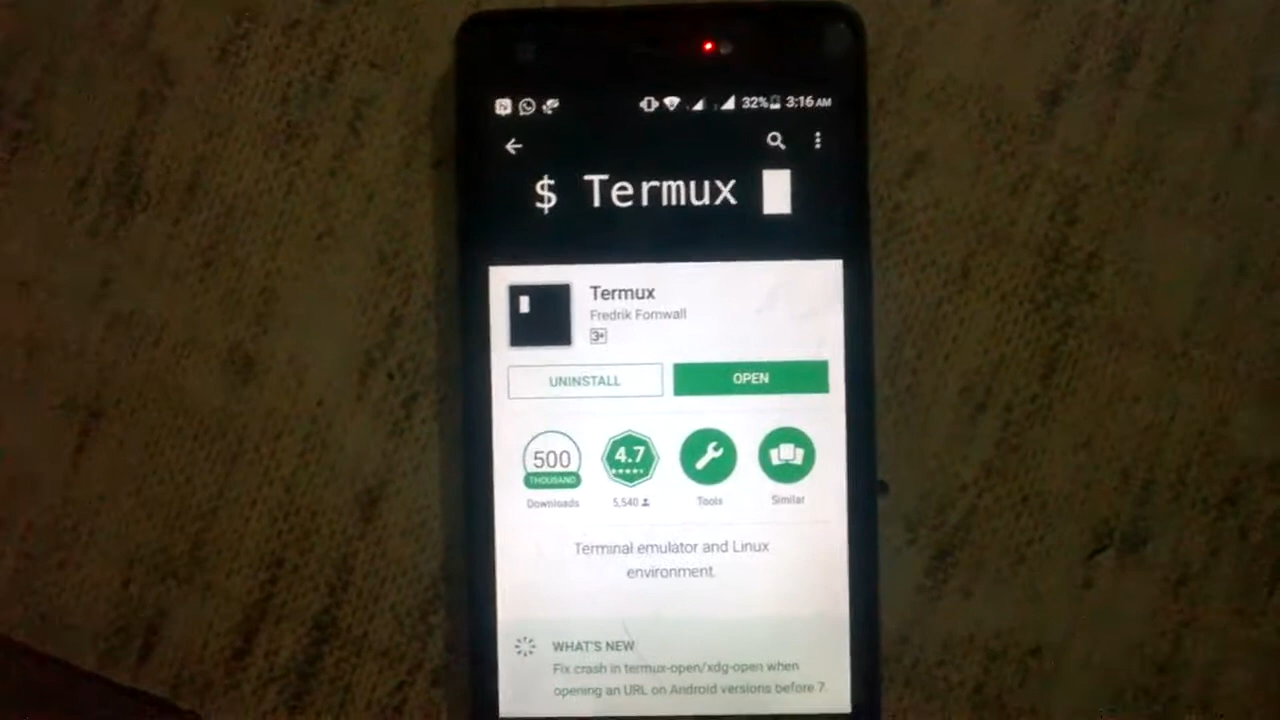 32% 3:16 AM
$ Termux
Termux
Fredrik Fornwall
3+
UNINSTALL OPEN
500 THOUSAND
4.7
Downloads 5,540 Tools Similar
Terminal emulator and Linux
environment.
WHAT'S NEW
Fix crash in termux-open/xdg-open when
opening an URL on Android versions before 7.